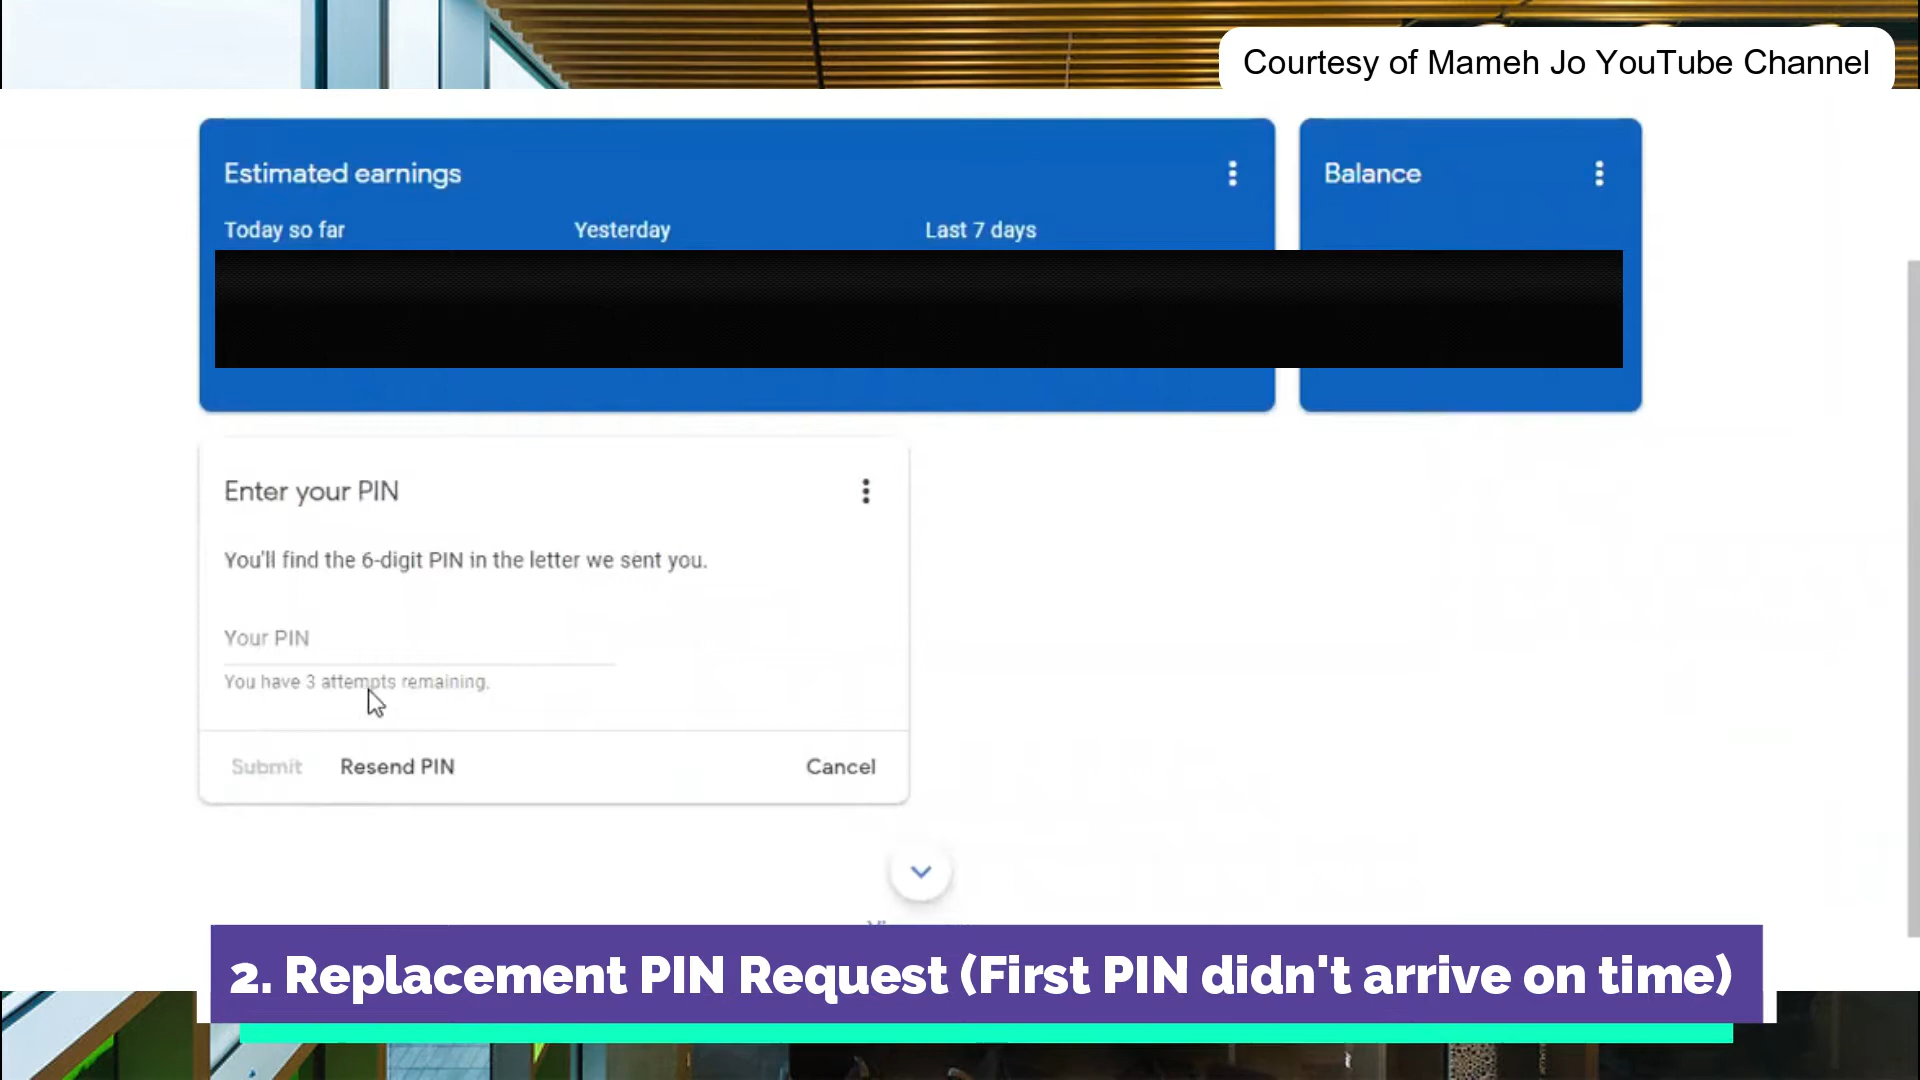 Courtesy of Mameh Jo YouTube Channel
Estimated earnings
Balance
Today so far
Yesterday
Last 7 days
Enter your PIN
You'll find the 6-digit PIN in the letter we sent you.
Your PIN
You have 3 attempts remaining.
Submit
Resend PIN
Cancel
2. Replacement PIN Request (First PIN didn't arrive on time)